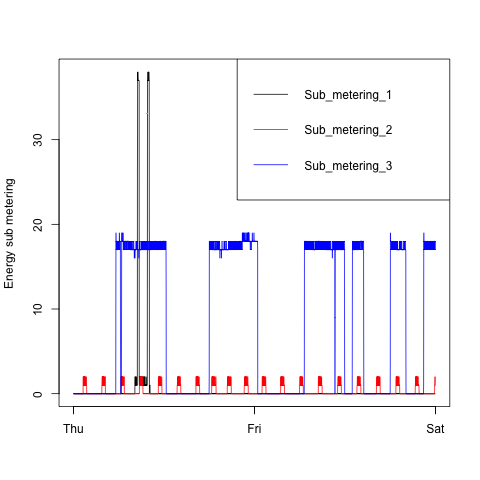 Sub_metering_1
Sub_metering_2
Sub_metering_3
Energy sub metering
30
20
10
0
Thu Fri Sat